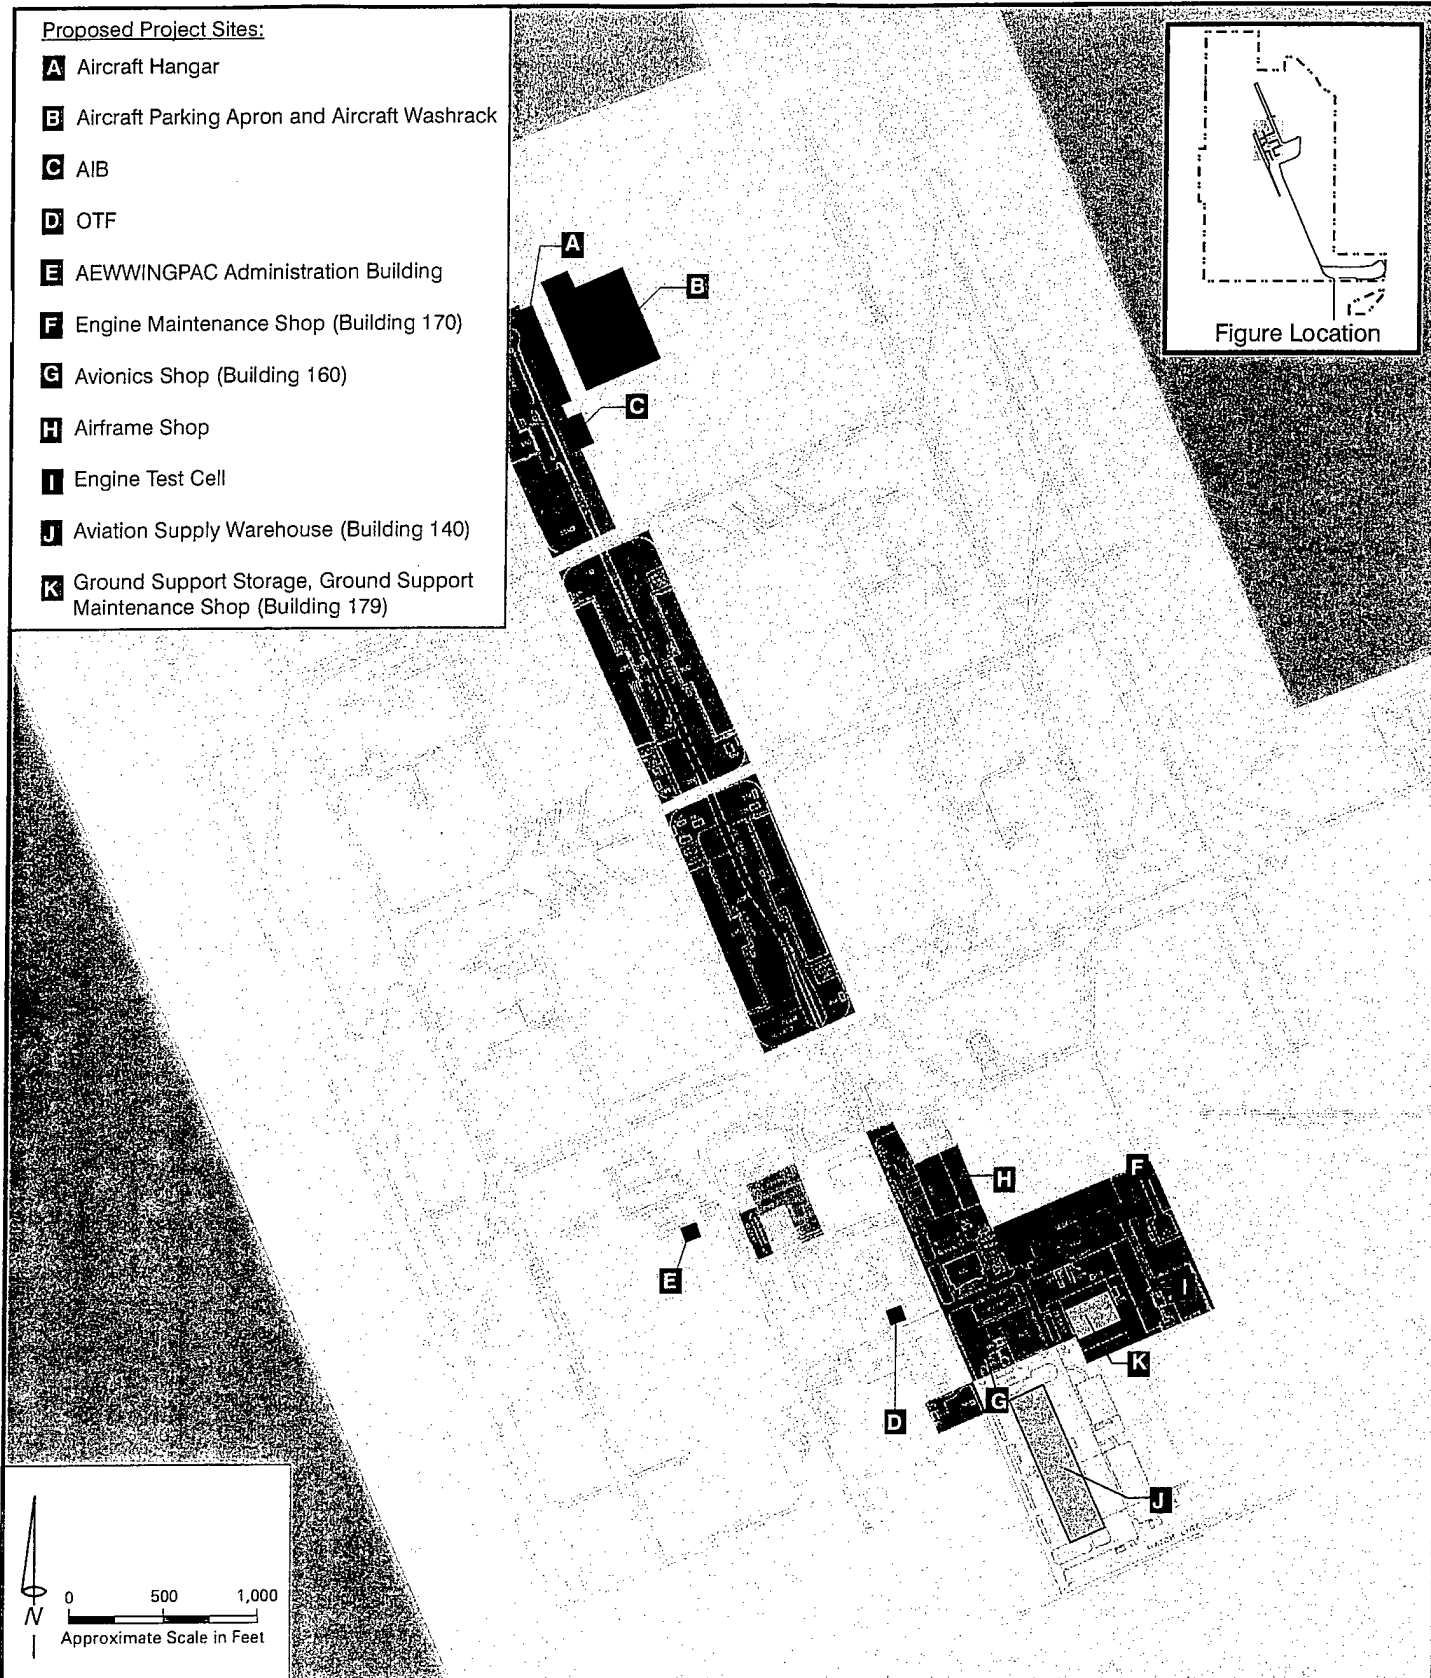 Proposed Project Sites:
A Aircraft Hangar
B Aircraft Parking Apron and Aircraft Washrack
C AIB
D OTF
E AEWWINGPAC Administration Building
F Engine Maintenance Shop (Building 170)
G Avionics Shop (Building 160)
H Airframe Shop
I Engine Test Cell
J Aviation Supply Warehouse (Building 140)
K Ground Support Storage, Ground Support
Maintenance Shop (Building 179)
Figure Location
A
B
C
F
H
E
I
D
K
G
J
N
0 500 1,000
Approximate Scale in Feet